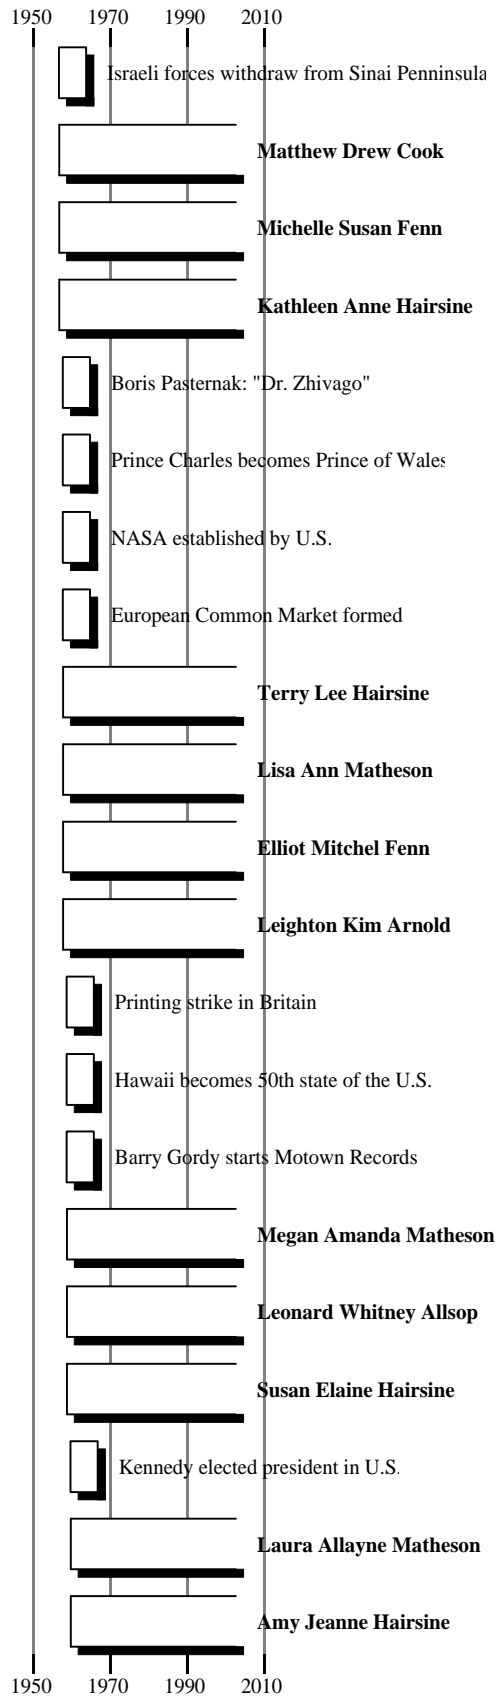 1950 1970 1990 2010
Israeli forces withdraw from Sinai Penninsula
Matthew Drew Cook
Michelle Susan Fenn
Kathleen Anne Hairsine
Boris Pasternak: "Dr. Zhivago"
Prince Charles becomes Prince of Wales
NASA established by U.S.
European Common Market formed
Terry Lee Hairsine
Lisa Ann Matheson
Elliot Mitchel Fenn
Leighton Kim Arnold
Printing strike in Britain
Hawaii becomes 50th state of the U.S.
Barry Gordy starts Motown Records
Megan Amanda Matheson
Leonard Whitney Allsop
Susan Elaine Hairsine
Kennedy elected president in U.S.
Laura Allayne Matheson
Amy Jeanne Hairsine
1950 1970 1990 2010